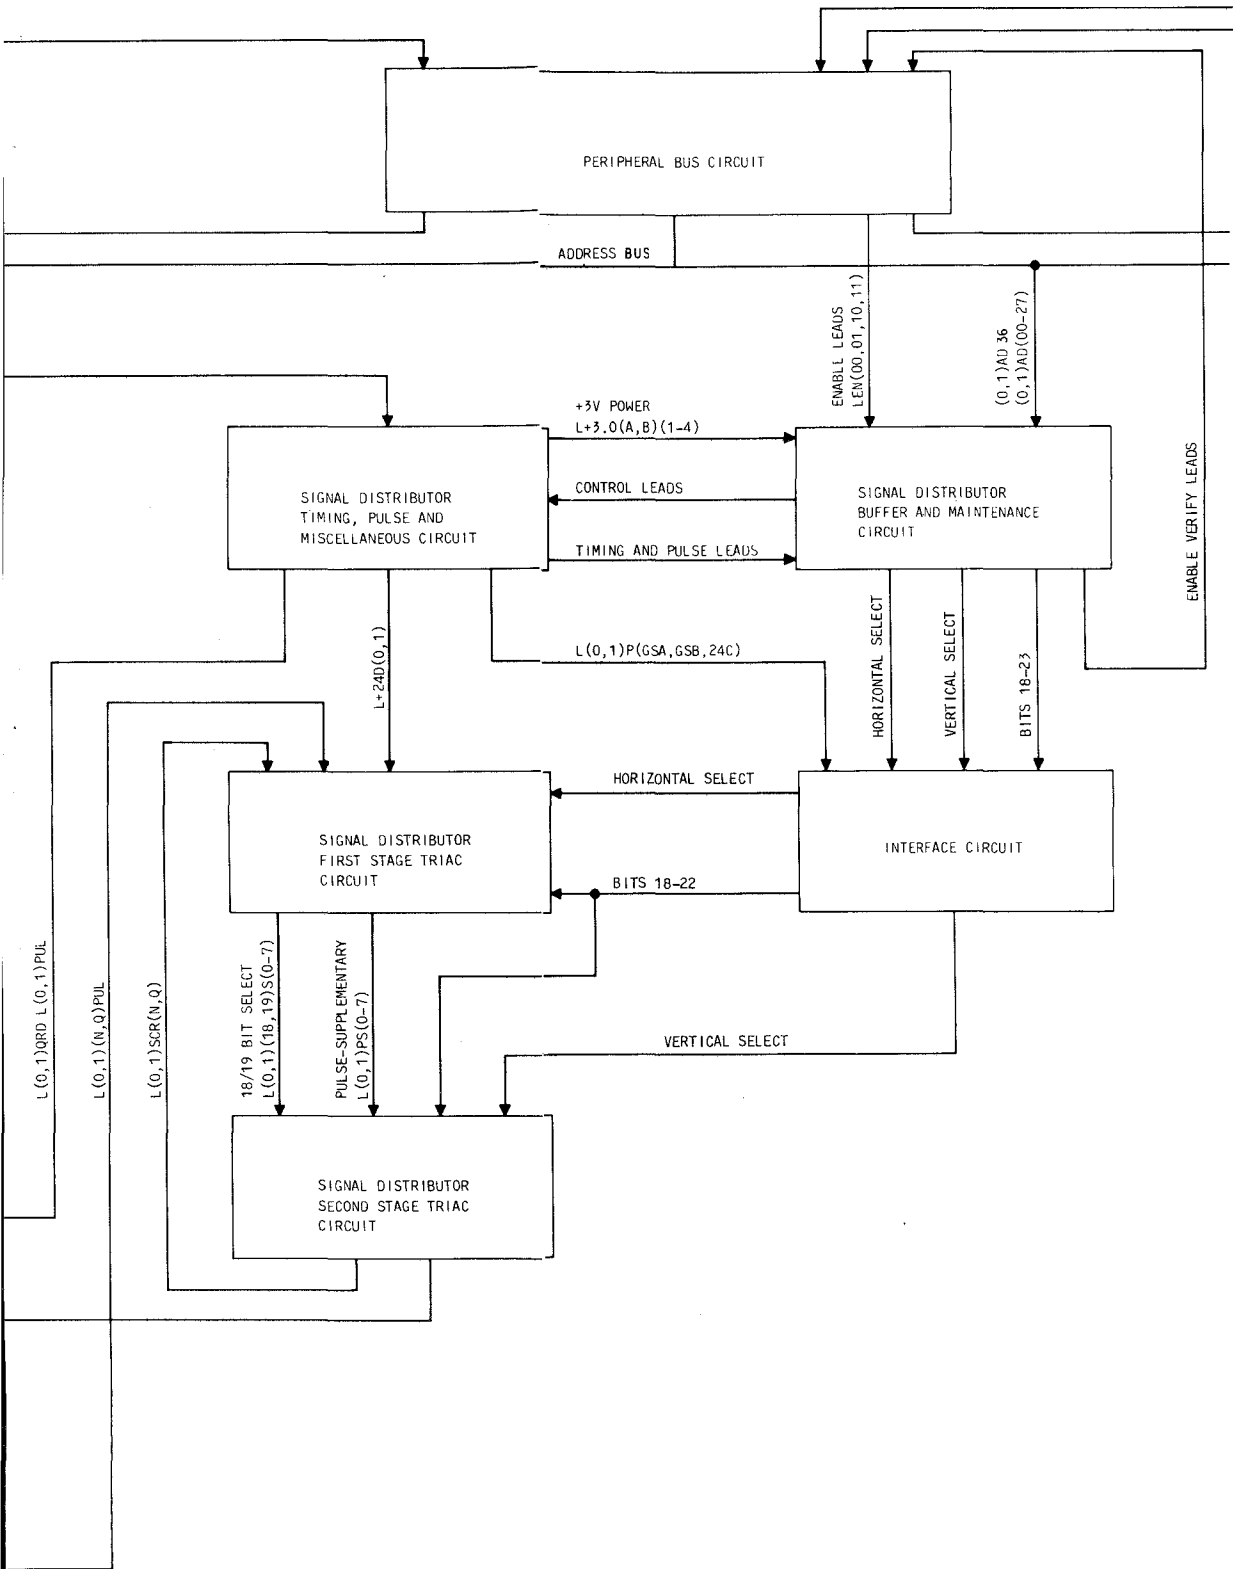 PERIPHERAL BUS CIRCUIT
ADDRESS BUS
ENABLE LEADS
LEN(00,01,10,11)
(0,1)AD 36
(0,1)AD(00-27)
+3V POWER
L+3.0(A,B)(1-4)
SIGNAL DISTRIBUTOR
TIMING, PULSE AND
MISCELLANEOUS CIRCUIT
CONTROL LEADS
TIMING AND PULSE LEADS
SIGNAL DISTRIBUTOR
BUFFER AND MAINTENANCE
CIRCUIT
ENABLE VERIFY LEADS
L+24D(0,1)
L(0,1)P(GSA,GSB,24C)
HORIZONTAL SELECT
VERTICAL SELECT
BITS 18-23
HORIZONTAL SELECT
SIGNAL DISTRIBUTOR
FIRST STAGE TRIAC
CIRCUIT
INTERFACE CIRCUIT
BITS 18-22
L(0,1)QRD L(0,1)PUL
L(0,1)(N,Q)PUL
L(0,1)SCR(N,Q)
18/19 BIT SELECT
L(0,1)(18,19)S(0-7)
PULSE-SUPPLEMENTARY
L(0,1)PS(0-7)
VERTICAL SELECT
SIGNAL DISTRIBUTOR
SECOND STAGE TRIAC
CIRCUIT